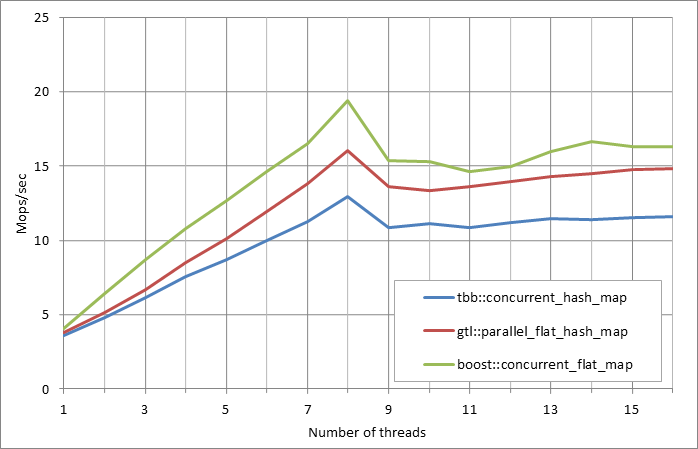 25
20
15
10
5
0
Mops/sec
tbb::concurrent_hash_map
gtl::parallel_flat_hash_map
boost::concurrent_flat_map
1 3 5 7 9 11 13 15
Number of threads